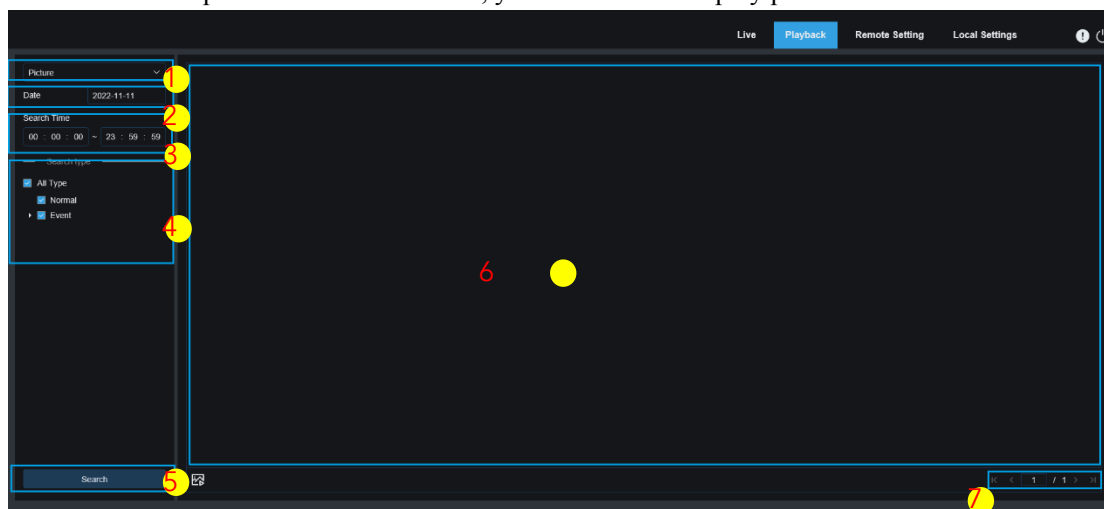 Live Playback Remote Setting Local Settings
Picture 1
Date 2022-11-11
2
Search Time
00 : 00 : 00 ~ 23 : 59 : 59
3
Search type
All Type
Normal
Event
4
6
Search 5
1 / 1
7